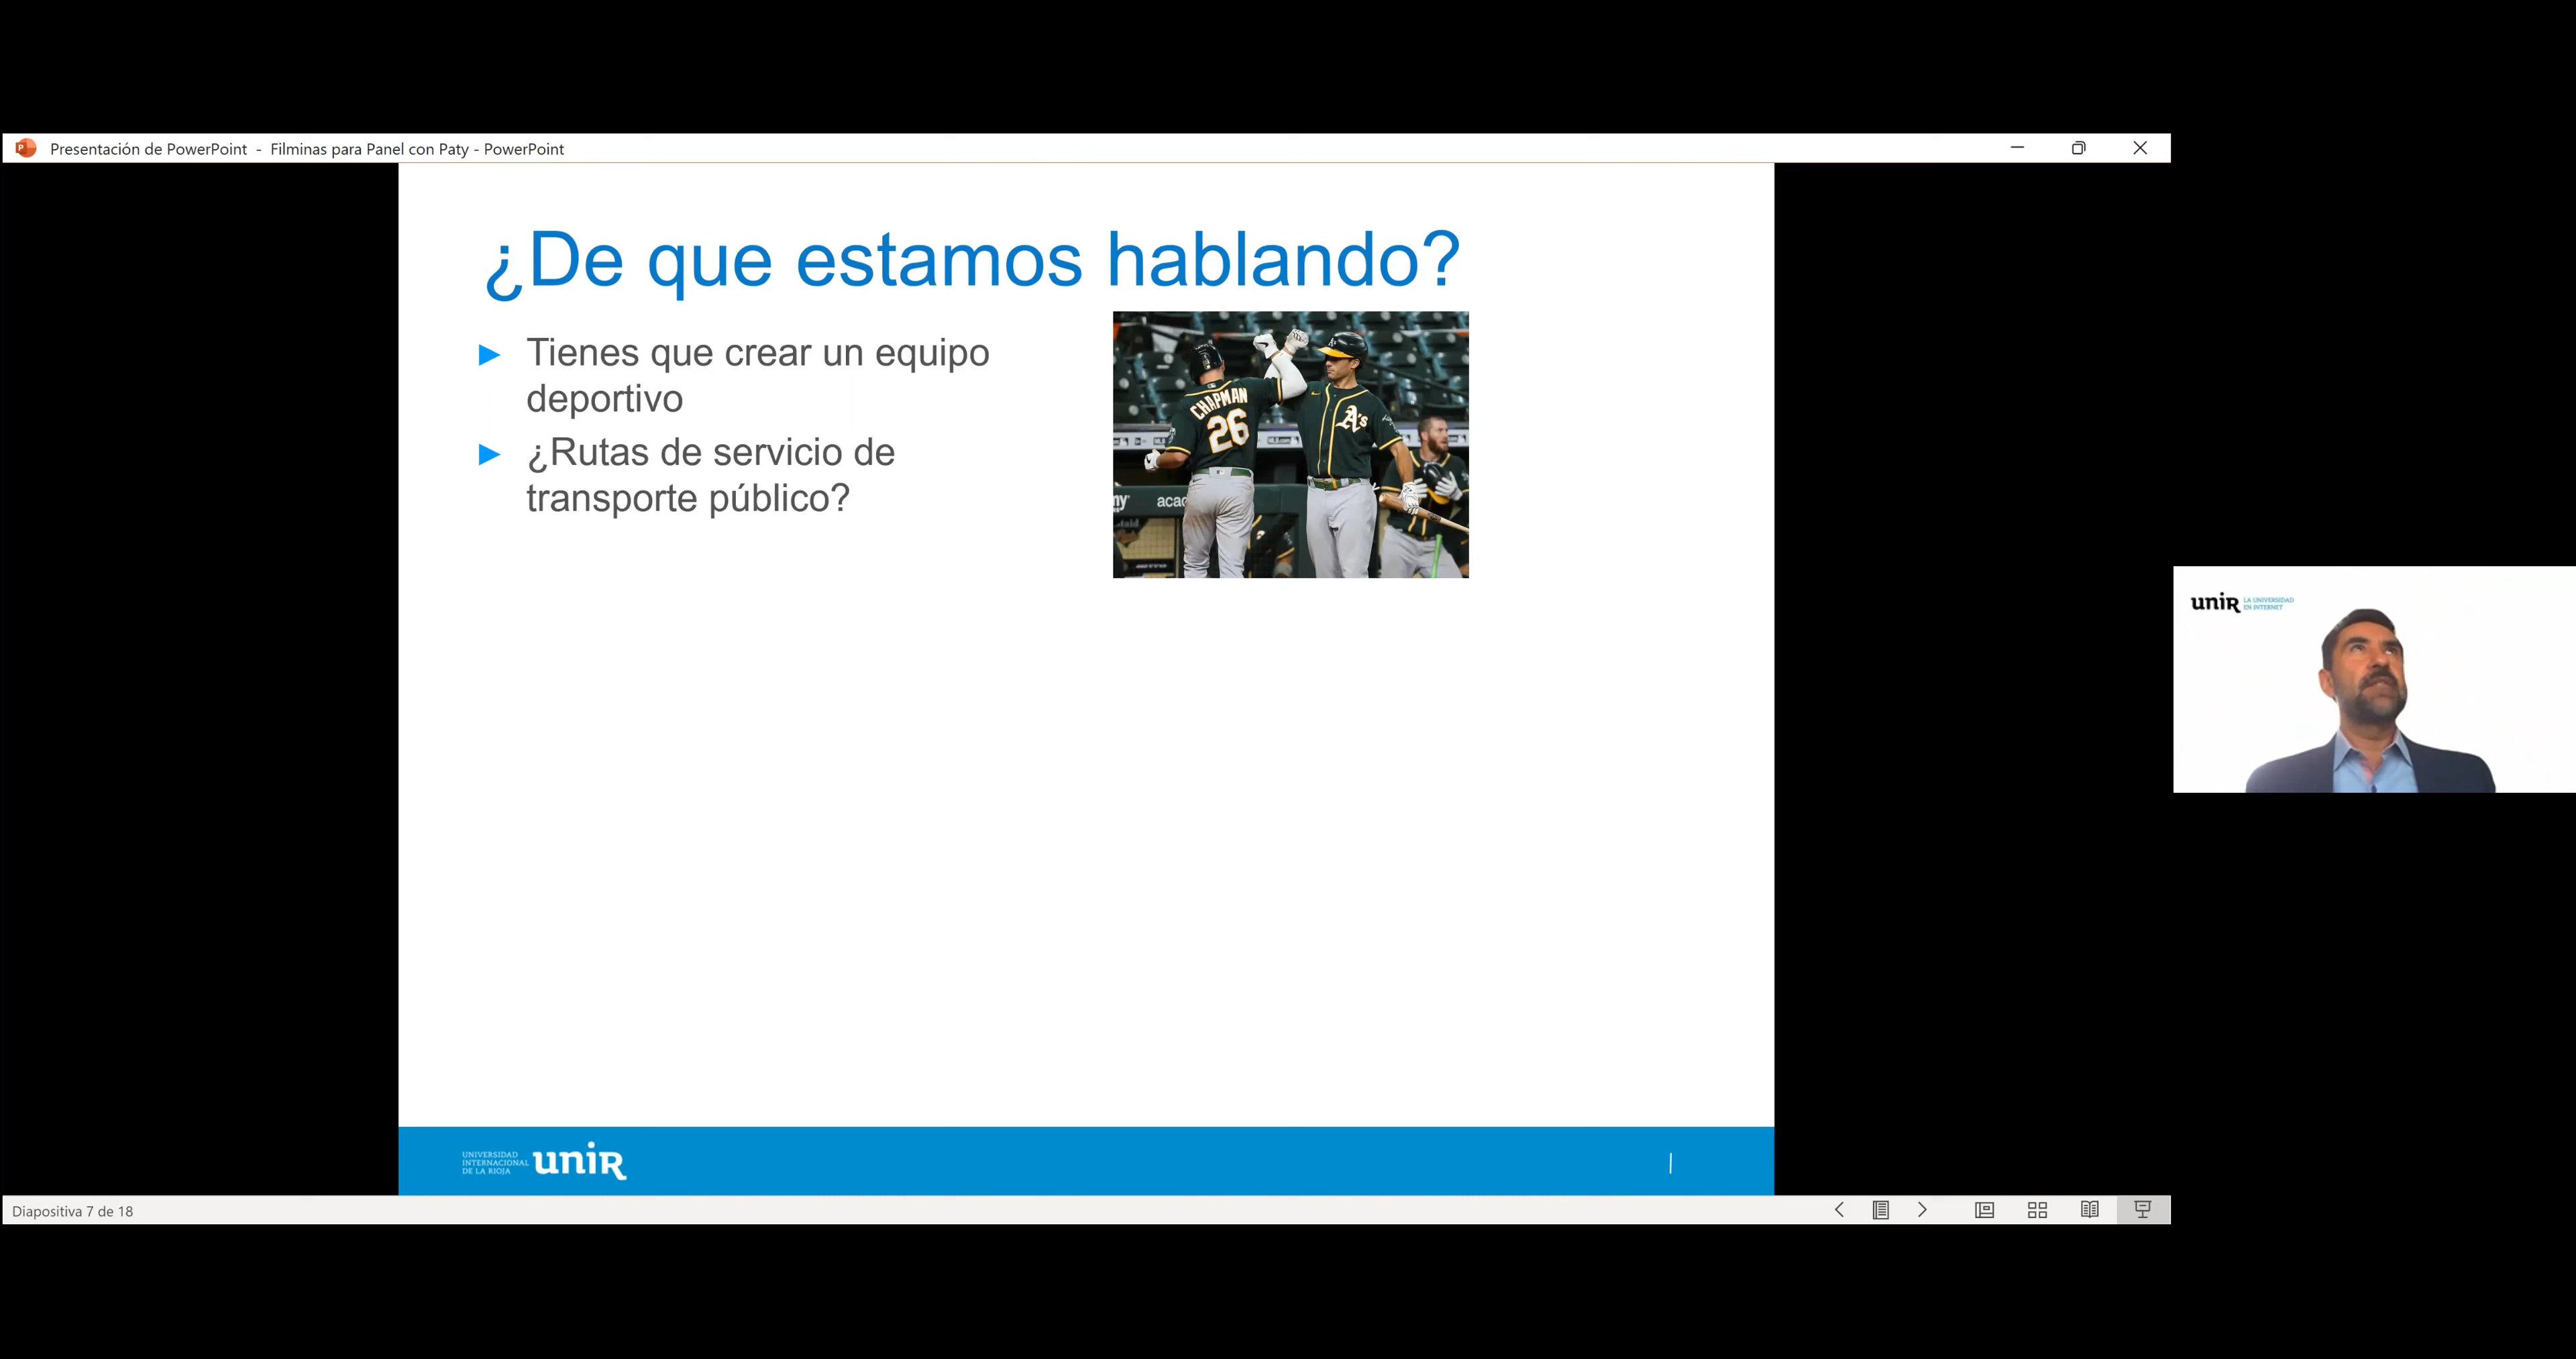 Presentación de PowerPoint - Filminas para Panel con Paty - PowerPoint
¿De que estamos hablando?
Tienes que crear un equipo
deportivo
¿Rutas de servicio de
transporte público?
CHAPMAN
26
A's
A's
acad
UNIVERSIDAD
INTERNACIONAL
DE LA RIOJA
uniR
uniR
LA UNIVERSIDAD
EN INTERNET
Diapositiva 7 de 18